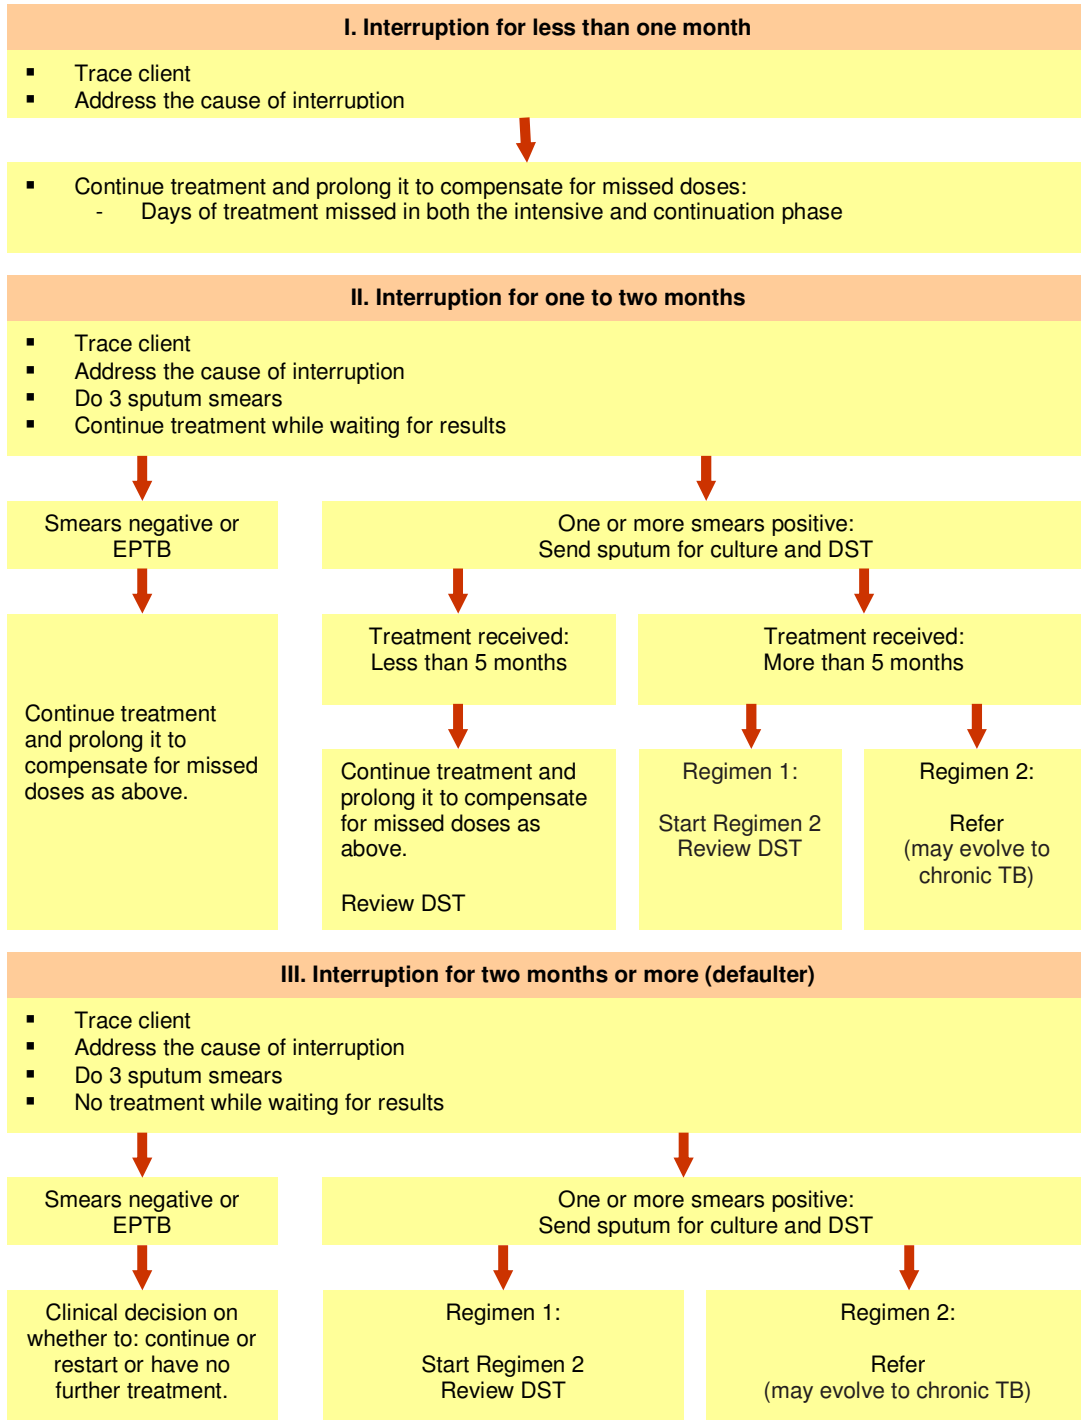 I. Interruption for less than one month
▪ Trace client
▪ Address the cause of interruption
▪ Continue treatment and prolong it to compensate for missed doses:
- Days of treatment missed in both the intensive and continuation phase
II. Interruption for one to two months
▪ Trace client
▪ Address the cause of interruption
▪ Do 3 sputum smears
▪ Continue treatment while waiting for results
Smears negative or
EPTB
One or more smears positive:
Send sputum for culture and DST
Continue treatment
and prolong it to
compensate for missed
doses as above.
Treatment received:
Less than 5 months
Treatment received:
More than 5 months
Continue treatment and
prolong it to compensate
for missed doses as
above.
Review DST
Regimen 1:
Start Regimen 2
Review DST
Regimen 2:
Refer
(may evolve to
chronic TB)
III. Interruption for two months or more (defaulter)
▪ Trace client
▪ Address the cause of interruption
▪ Do 3 sputum smears
▪ No treatment while waiting for results
Smears negative or
EPTB
One or more smears positive:
Send sputum for culture and DST
Clinical decision on
whether to: continue or
restart or have no
further treatment.
Regimen 1:
Start Regimen 2
Review DST
Regimen 2:
Refer
(may evolve to chronic TB)